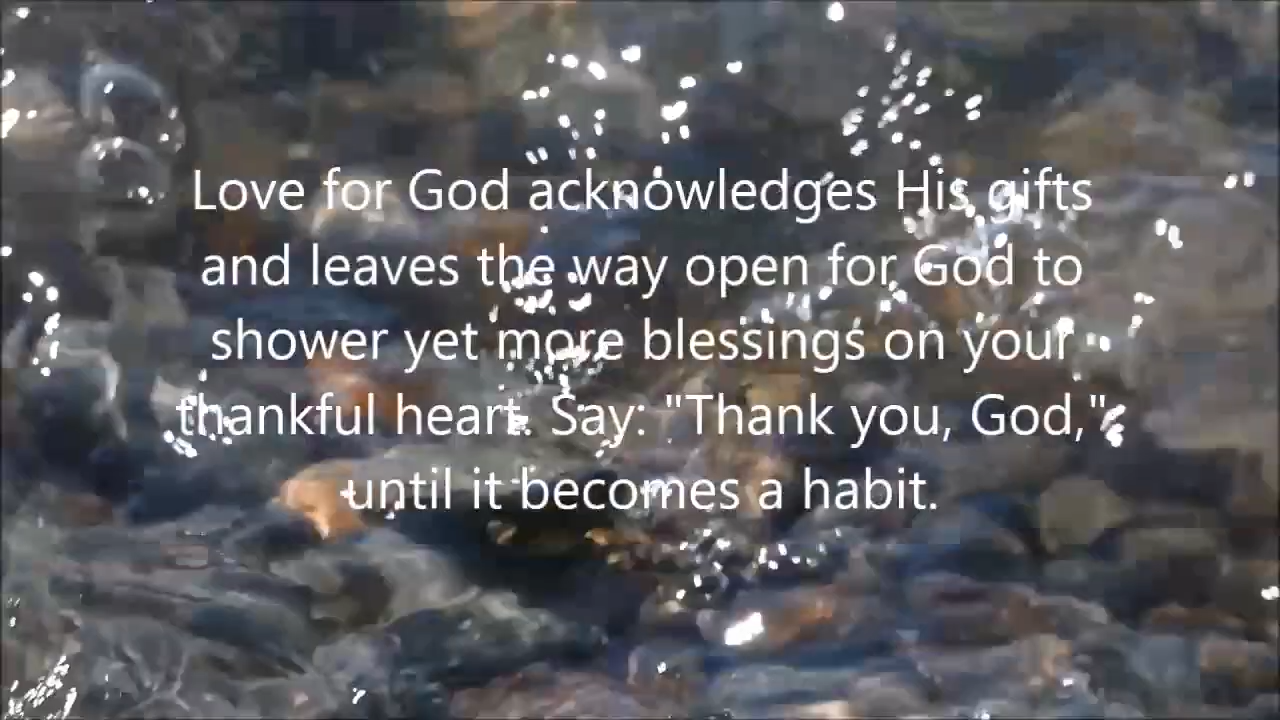 Love for God acknowledges His gifts
and leaves the way open for God to
shower yet more blessings on your
thankful heart. Say: "Thank you, God,"
until it becomes a habit.